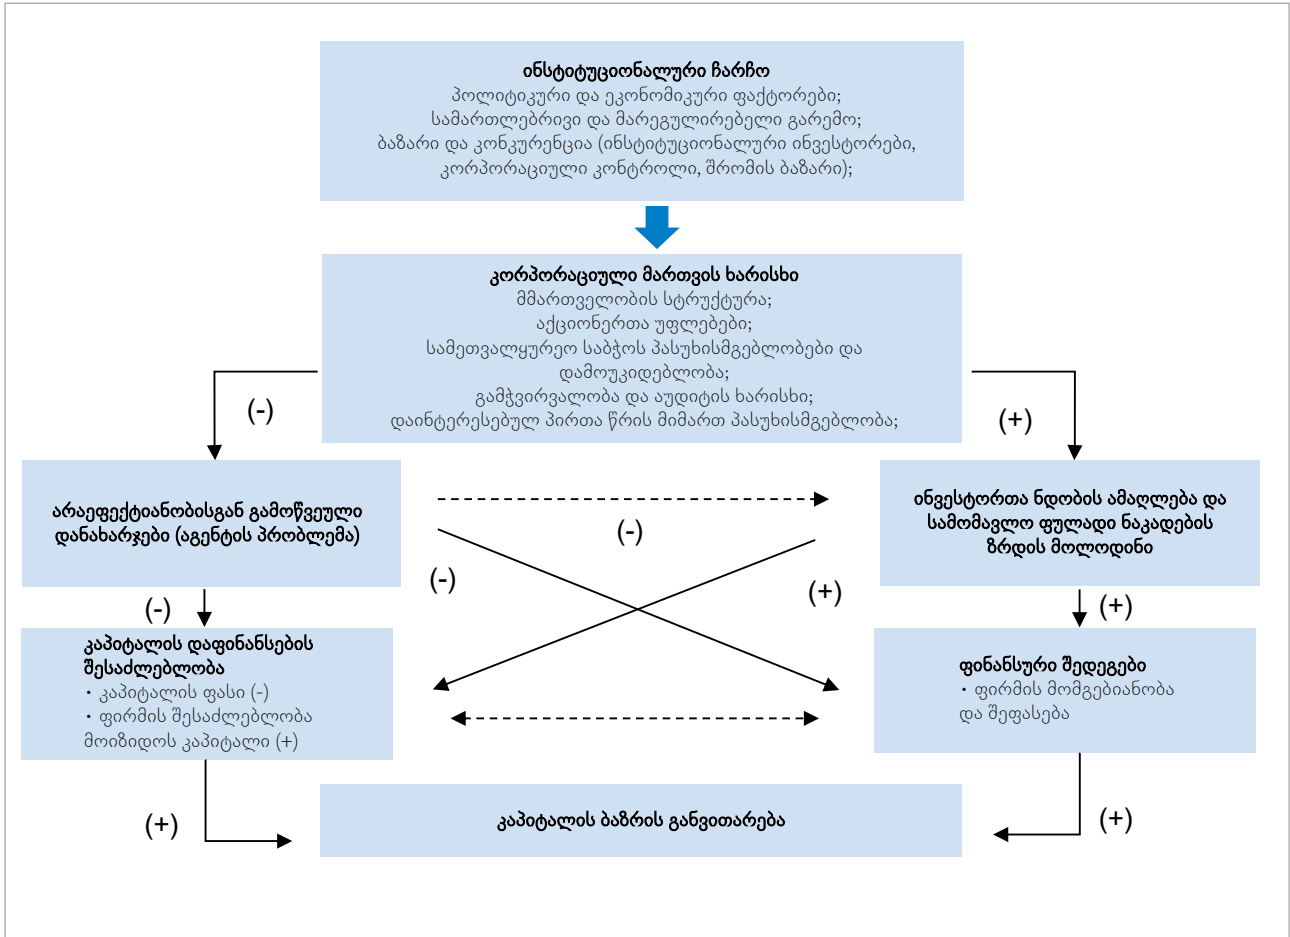 ინსტიტუციონალური ჩარჩო
პოლიტიკური და ეკონომიკური ფაქტორები;
სამართლებრივი და მარეგულირებელი გარემო;
ბაზარი და კონკურენცია (ინსტიტუციონალური ინვესტორები,
კორპორაციული კონტროლი, შრომის ბაზარი);
კორპორაციული მართვის ხარისხი
მმართველობის სტრუქტურა;
აქციონერთა უფლებები;
სამეთვალყურეო საბჭოს პასუხისმგებლობები და
დამოუკიდებლობა;
გამჭვირვალობა და აუდიტის ხარისხი;
დაინტერესებულ პირთა წრის მიმართ პასუხისმგებლობა;
(-)
(+)
არაეფექტიანობისგან გამოწვეული
დანახარჯები (აგენტის პრობლემა)
ინვესტორთა ნდობის ამაღლება და
სამომავლო ფულადი ნაკადების
ზრდის მოლოდინი
(-)
(-)
(+)
(-)
(+)
კაპიტალის დაფინანსების
შესაძლებლობა
• კაპიტალის ფასი (-)
• ფირმის შესაძლებლობა
მოიზიდოს კაპიტალი (+)
ფინანსური შედეგები
• ფირმის მომგებიანობა
და შეფასება
(+)
კაპიტალის ბაზრის განვითარება
(+)